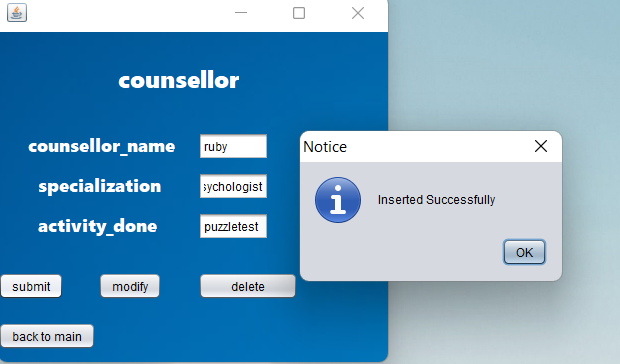 counsellor
counsellor_name ruby
specialization sychologist
activity_done puzzletest
submit modify delete
back to main
Notice
Inserted Successfully
OK